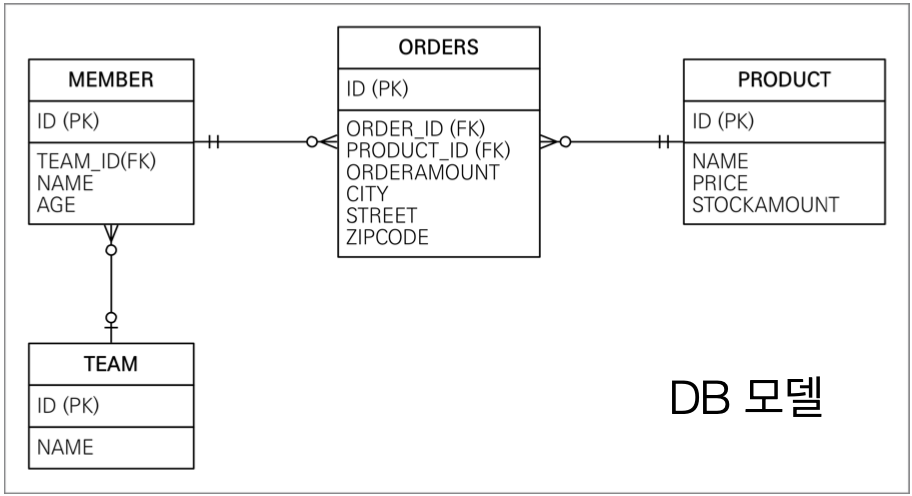 MEMBER
ID (PK)
TEAM_ID(FK)
NAME
AGE
ORDERS
ID (PK)
ORDER_ID (FK)
PRODUCT_ID (FK)
ORDERAMOUNT
CITY
STREET
ZIPCODE
PRODUCT
ID (PK)
NAME
PRICE
STOCKAMOUNT
TEAM
ID (PK)
NAME
DB 모델